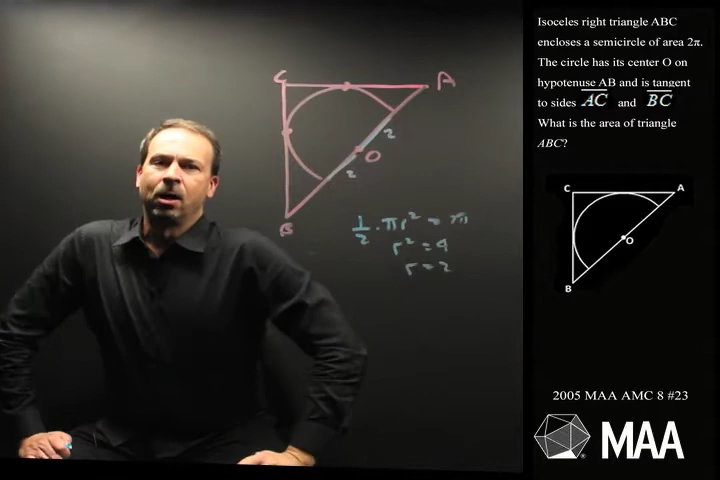 Isoceles right triangle ABC
encloses a semicircle of area 2π.
The circle has its center O on
hypotenuse AB and is tangent
to sides AC and BC
What is the area of triangle
ABC?
C A
O
B
2005 MAA AMC 8 #23
MAA
C A
2
O
2
B
1/2 · πr² = 2π
r² = 4
r = 2